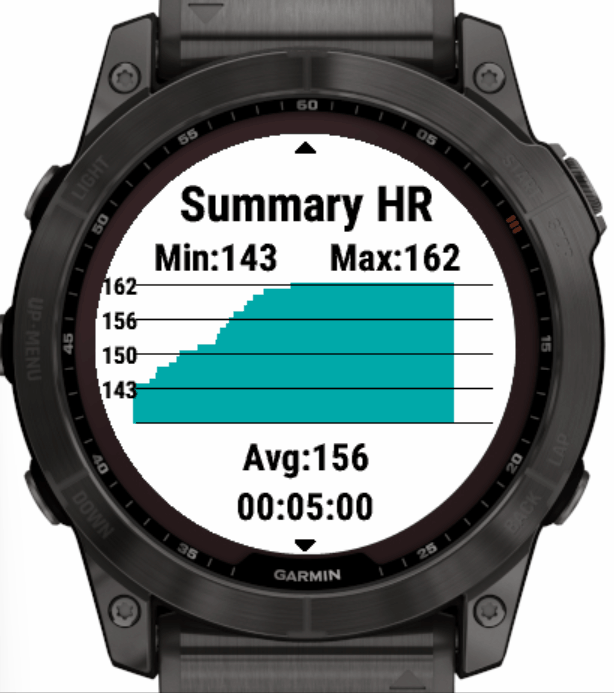 60
55
05
LIGHT
START
STOP
50
Summary HR
Min:143 Max:162
162
156
UP·MENU
45
15
150
143
Avg:156
LAP
40
20
00:05:00
DOWN
BACK
35
25
GARMIN